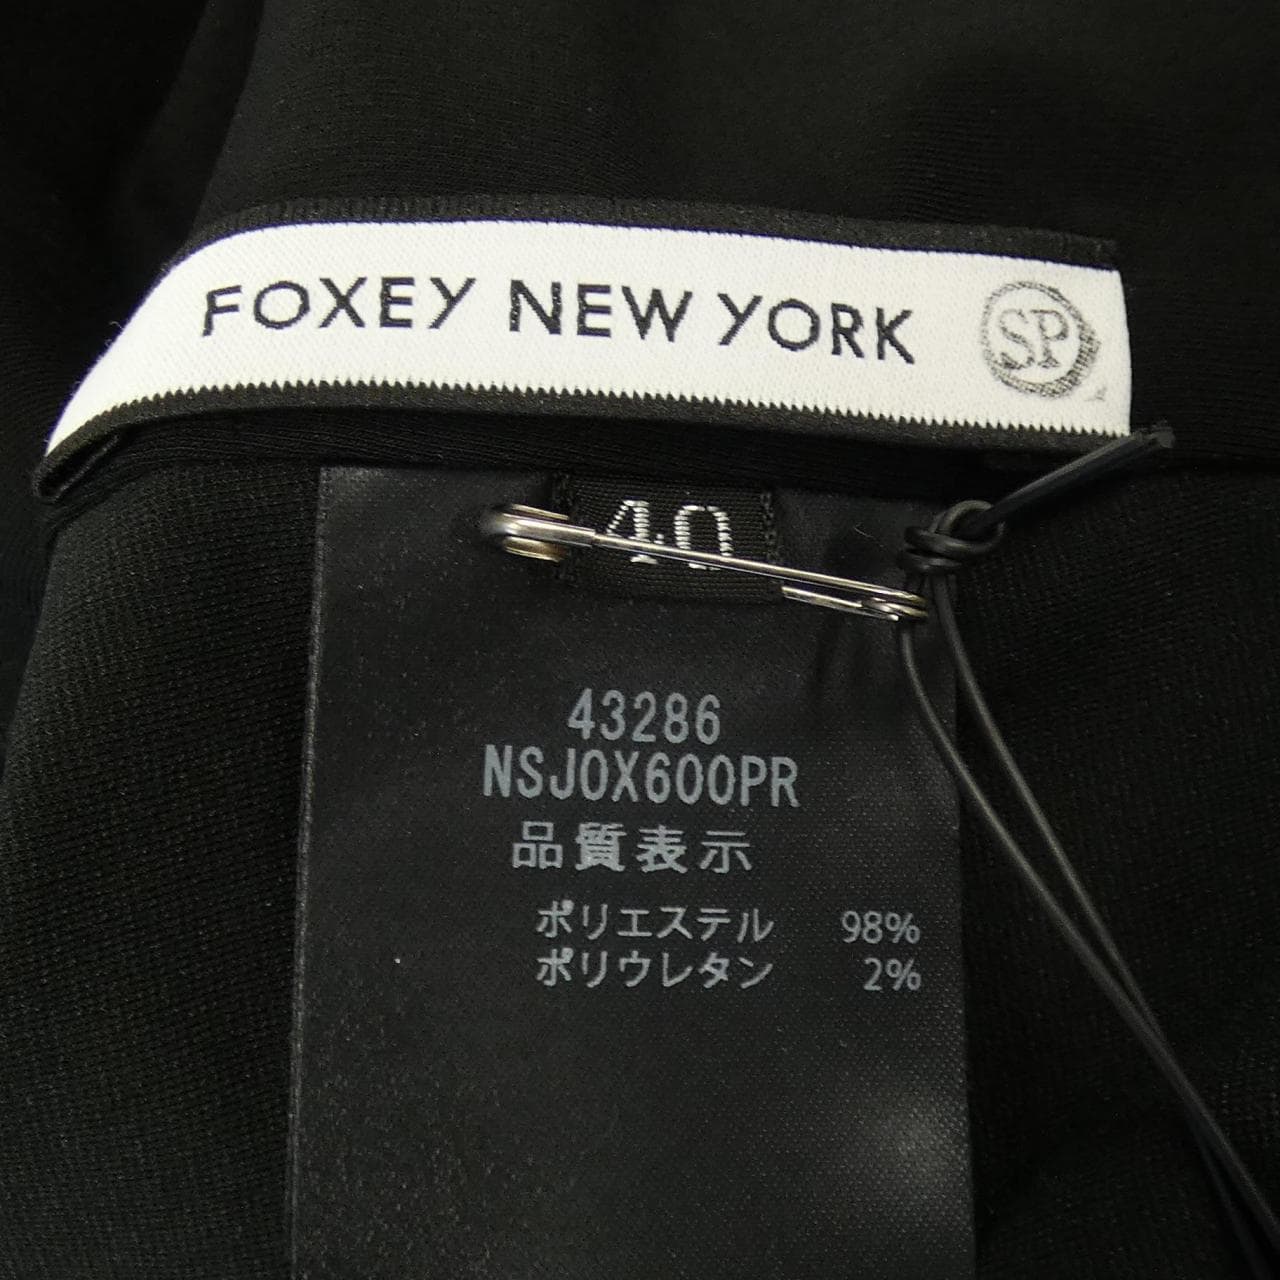 FOXEY NEW YORK SP
40
43286
NSJOX600PR
品質表示
ポリエステル 98%
ポリウレタン 2%